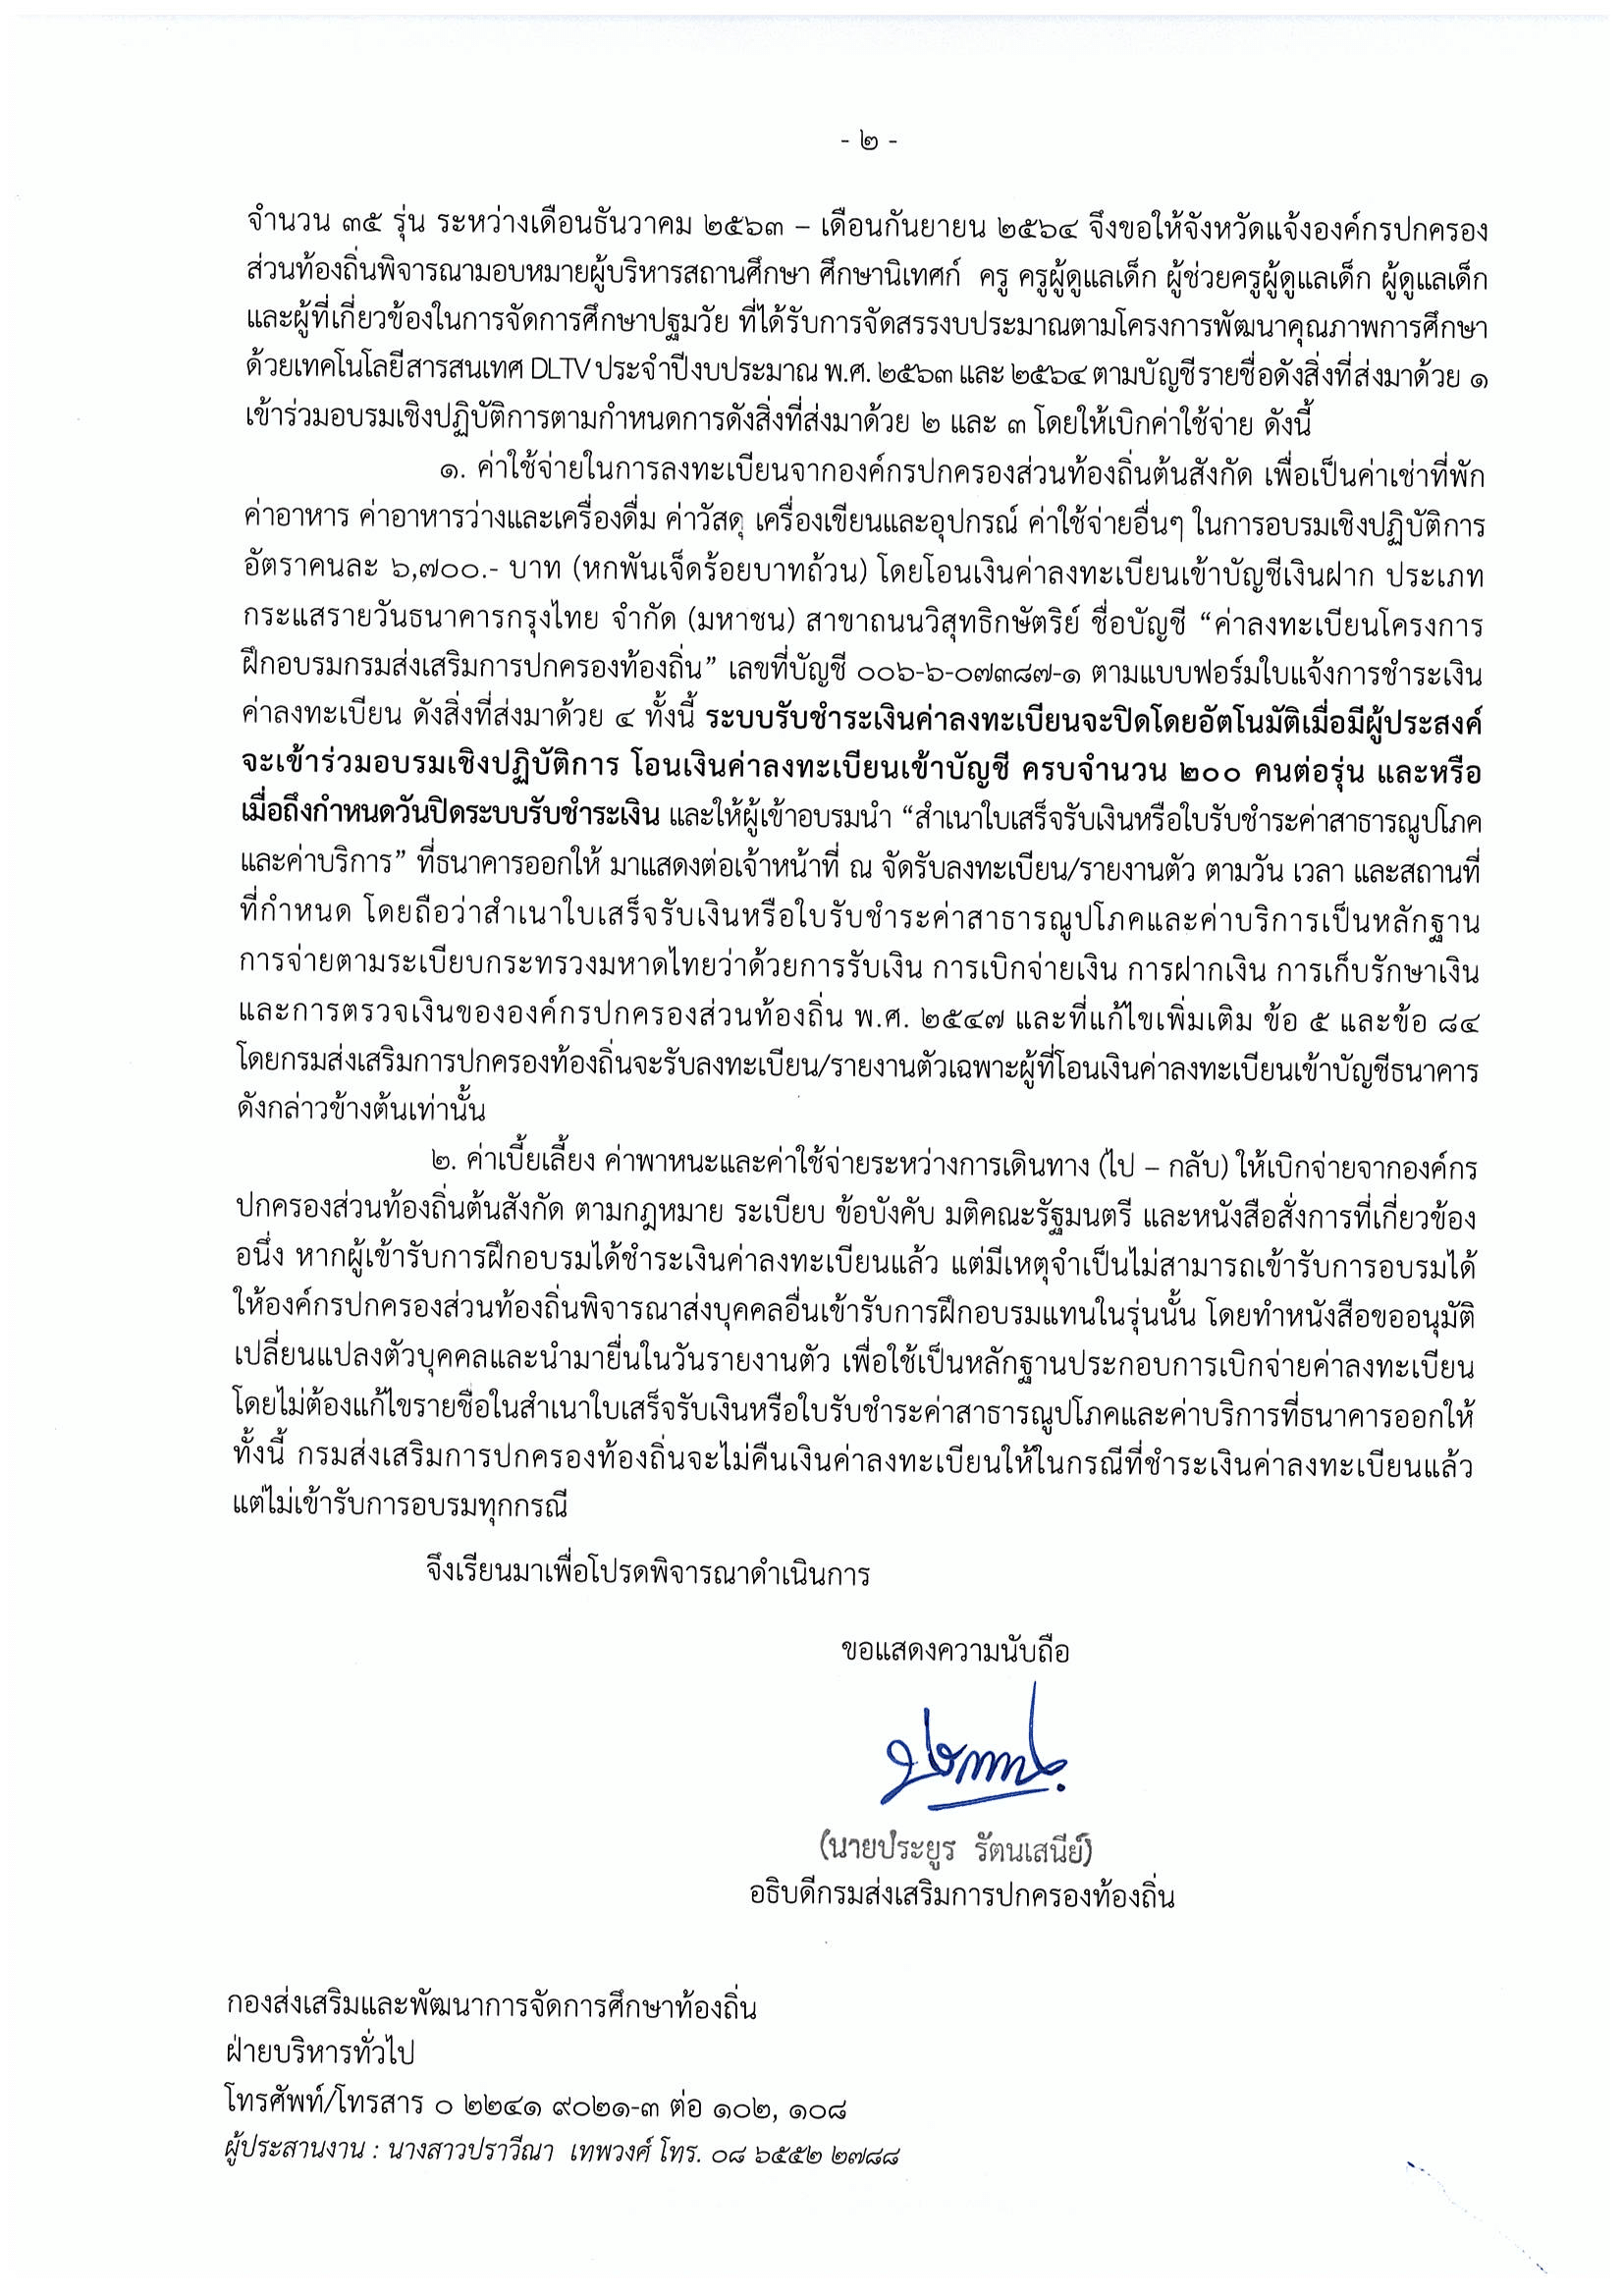 - ๒ -
จำนวน ๓๕ รุ่น ระหว่างเดือนธันวาคม ๒๕๖๓ – เดือนกันยายน ๒๕๖๔ จึงขอให้จังหวัดแจ้งองค์กรปกครอง
ส่วนท้องถิ่นพิจารณามอบหมายผู้บริหารสถานศึกษา ศึกษานิเทศก์ ครู ครูผู้ดูแลเด็ก ผู้ช่วยครูผู้ดูแลเด็ก ผู้ดูแลเด็ก
และผู้ที่เกี่ยวข้องในการจัดการศึกษาปฐมวัย ที่ได้รับการจัดสรรงบประมาณตามโครงการพัฒนาคุณภาพการศึกษา
ด้วยเทคโนโลยีสารสนเทศ DLTV ประจำปีงบประมาณ พ.ศ. ๒๕๖๓ และ ๒๕๖๔ ตามบัญชีรายชื่อดังสิ่งที่ส่งมาด้วย ๑
เข้าร่วมอบรมเชิงปฏิบัติการตามกำหนดการดังสิ่งที่ส่งมาด้วย ๒ และ ๓ โดยให้เบิกค่าใช้จ่าย ดังนี้
๑. ค่าใช้จ่ายในการลงทะเบียนจากองค์กรปกครองส่วนท้องถิ่นต้นสังกัด เพื่อเป็นค่าเช่าที่พัก
ค่าอาหาร ค่าอาหารว่างและเครื่องดื่ม ค่าวัสดุ เครื่องเขียนและอุปกรณ์ ค่าใช้จ่ายอื่นๆ ในการอบรมเชิงปฏิบัติการ
อัตราคนละ ๖,๗๐๐.- บาท (หกพันเจ็ดร้อยบาทถ้วน) โดยโอนเงินค่าลงทะเบียนเข้าบัญชีเงินฝาก ประเภท
กระแสรายวันธนาคารกรุงไทย จำกัด (มหาชน) สาขาถนนวิสุทธิกษัตริย์ ชื่อบัญชี “ค่าลงทะเบียนโครงการ
ฝึกอบรมกรมส่งเสริมการปกครองท้องถิ่น” เลขที่บัญชี ๐๐๖-๖-๐๗๓๘๗-๑ ตามแบบฟอร์มใบแจ้งการชำระเงิน
ค่าลงทะเบียน ดังสิ่งที่ส่งมาด้วย ๔ ทั้งนี้ ระบบรับชำระเงินค่าลงทะเบียนจะปิดโดยอัตโนมัติเมื่อมีผู้ประสงค์
จะเข้าร่วมอบรมเชิงปฏิบัติการ โอนเงินค่าลงทะเบียนเข้าบัญชี ครบจำนวน ๒๐๐ คนต่อรุ่น และหรือ
เมื่อถึงกำหนดวันปิดระบบรับชำระเงิน และให้ผู้เข้าอบรมนำ “สำเนาใบเสร็จรับเงินหรือใบรับชำระค่าสาธารณูปโภค
และค่าบริการ” ที่ธนาคารออกให้ มาแสดงต่อเจ้าหน้าที่ ณ จัดรับลงทะเบียน/รายงานตัว ตามวัน เวลา และสถานที่
ที่กำหนด โดยถือว่าสำเนาใบเสร็จรับเงินหรือใบรับชำระค่าสาธารณูปโภคและค่าบริการเป็นหลักฐาน
การจ่ายตามระเบียบกระทรวงมหาดไทยว่าด้วยการรับเงิน การเบิกจ่ายเงิน การฝากเงิน การเก็บรักษาเงิน
และการตรวจเงินขององค์กรปกครองส่วนท้องถิ่น พ.ศ. ๒๕๔๗ และที่แก้ไขเพิ่มเติม ข้อ ๕ และข้อ ๘๔
โดยกรมส่งเสริมการปกครองท้องถิ่นจะรับลงทะเบียน/รายงานตัวเฉพาะผู้ที่โอนเงินค่าลงทะเบียนเข้าบัญชีธนาคาร
ดังกล่าวข้างต้นเท่านั้น
๒. ค่าเบี้ยเลี้ยง ค่าพาหนะและค่าใช้จ่ายระหว่างการเดินทาง (ไป – กลับ) ให้เบิกจ่ายจากองค์กร
ปกครองส่วนท้องถิ่นต้นสังกัด ตามกฎหมาย ระเบียบ ข้อบังคับ มติคณะรัฐมนตรี และหนังสือสั่งการที่เกี่ยวข้อง
อนึ่ง หากผู้เข้ารับการฝึกอบรมได้ชำระเงินค่าลงทะเบียนแล้ว แต่มีเหตุจำเป็นไม่สามารถเข้ารับการอบรมได้
ให้องค์กรปกครองส่วนท้องถิ่นพิจารณาส่งบุคคลอื่นเข้ารับการฝึกอบรมแทนในรุ่นนั้น โดยทำหนังสือขออนุมัติ
เปลี่ยนแปลงตัวบุคคลและนำมายื่นในวันรายงานตัว เพื่อใช้เป็นหลักฐานประกอบการเบิกจ่ายค่าลงทะเบียน
โดยไม่ต้องแก้ไขรายชื่อในสำเนาใบเสร็จรับเงินหรือใบรับชำระค่าสาธารณูปโภคและค่าบริการที่ธนาคารออกให้
ทั้งนี้ กรมส่งเสริมการปกครองท้องถิ่นจะไม่คืนเงินค่าลงทะเบียนให้ในกรณีที่ชำระเงินค่าลงทะเบียนแล้ว
แต่ไม่เข้ารับการอบรมทุกกรณี
จึงเรียนมาเพื่อโปรดพิจารณาดำเนินการ
ขอแสดงความนับถือ
(นายประยูร รัตนเสนีย์)
อธิบดีกรมส่งเสริมการปกครองท้องถิ่น
กองส่งเสริมและพัฒนาการจัดการศึกษาท้องถิ่น
ฝ่ายบริหารทั่วไป
โทรศัพท์/โทรสาร ๐ ๒๒๔๑ ๙๐๒๑-๓ ต่อ ๑๐๒, ๑๐๘
ผู้ประสานงาน : นางสาวปราวีณา เทพวงศ์ โทร. ๐๘ ๖๕๕๒ ๒๗๘๘